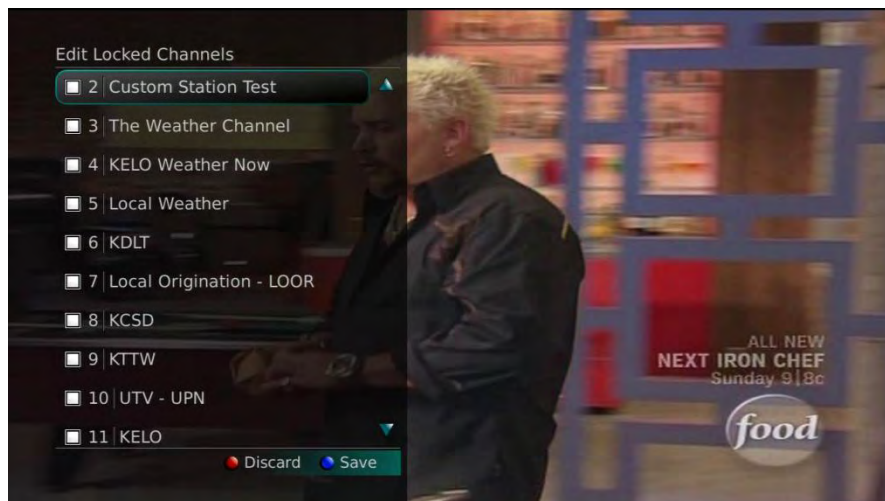 Edit Locked Channels
2 Custom Station Test
3 The Weather Channel
4 KELO Weather Now
5 Local Weather
6 KDLT
7 Local Origination - LOOR
8 KCSD
9 KTTW
10 UTV - UPN
11 KELO
Discard Save
ALL NEW
NEXT IRON CHEF
Sunday 9|8c
food